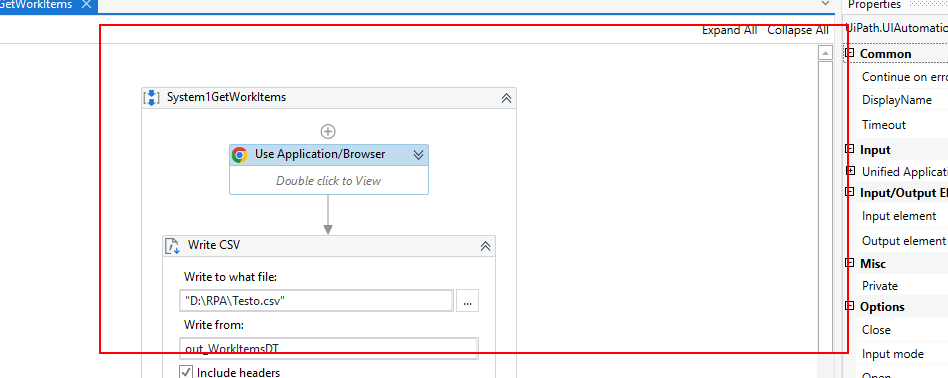 GetWorkItems
Expand All Collapse All
System1GetWorkItems
Use Application/Browser
Double click to View
Write CSV
Write to what file:
"D:\RPA\Testo.csv"
...
Write from:
out_WorkItemsDT
Include headers
Properties
UiPath.UIAutomatic
Common
Continue on erro
DisplayName
Timeout
Input
Unified Applicat
Input/Output El
Input element
Output element
Misc
Private
Options
Close
Input mode
Open